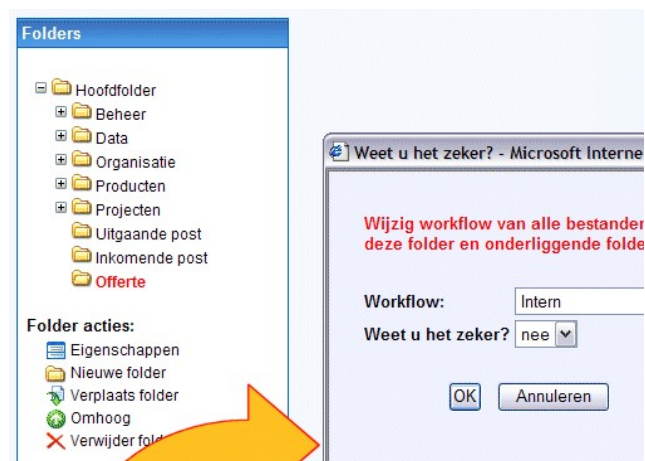 Folders
Hoofdfolder
Beheer
Data
Organisatie
Producten
Projecten
Uitgaande post
Inkomende post
Offerte
Folder acties:
Eigenschappen
Nieuwe folder
Verplaats folder
Omhoog
Verwijder
Weet u het zeker? - Microsoft Interne
Wijzig workflow van alle bestanden
deze folder en onderliggende folde
Workflow: Intern
Weet u het zeker? nee
OK Annuleren